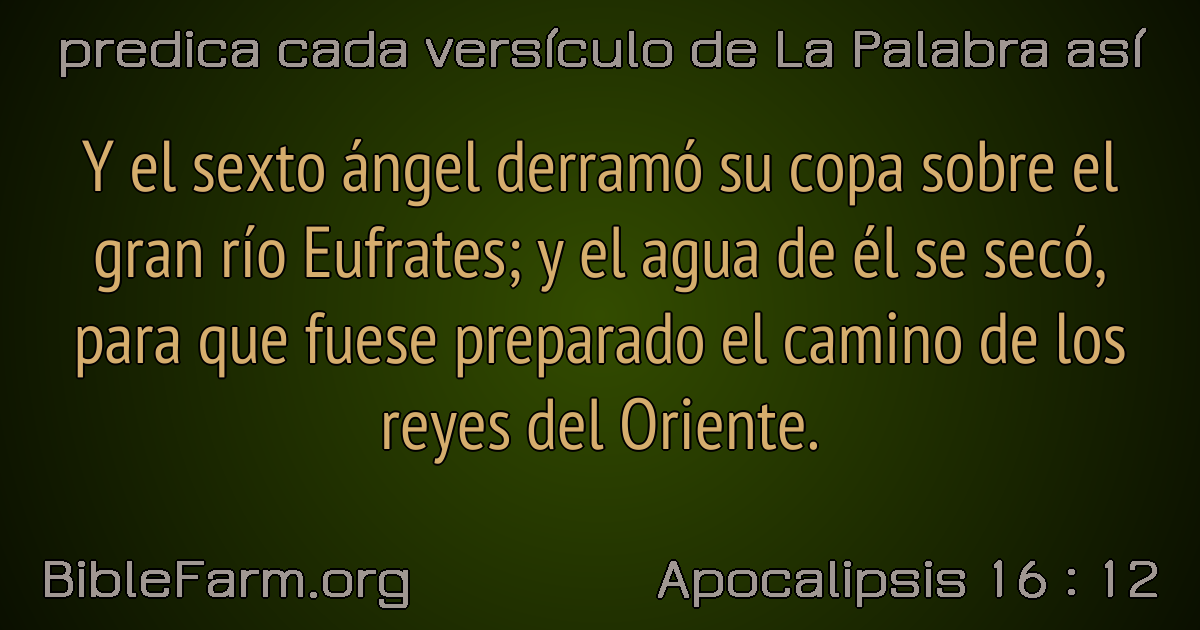 predica cada versículo de La Palabra así
Y el sexto ángel derramó su copa sobre el
gran río Eufrates; y el agua de él se secó,
para que fuese preparado el camino de los
reyes del Oriente.
BibleFarm.org
Apocalipsis 16 : 12